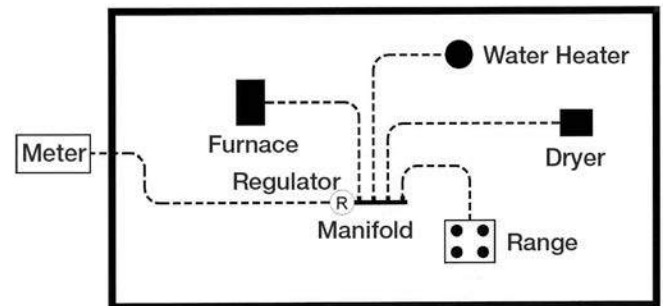 Water Heater
Furnace
Meter
Dryer
Regulator
R
Manifold
Range